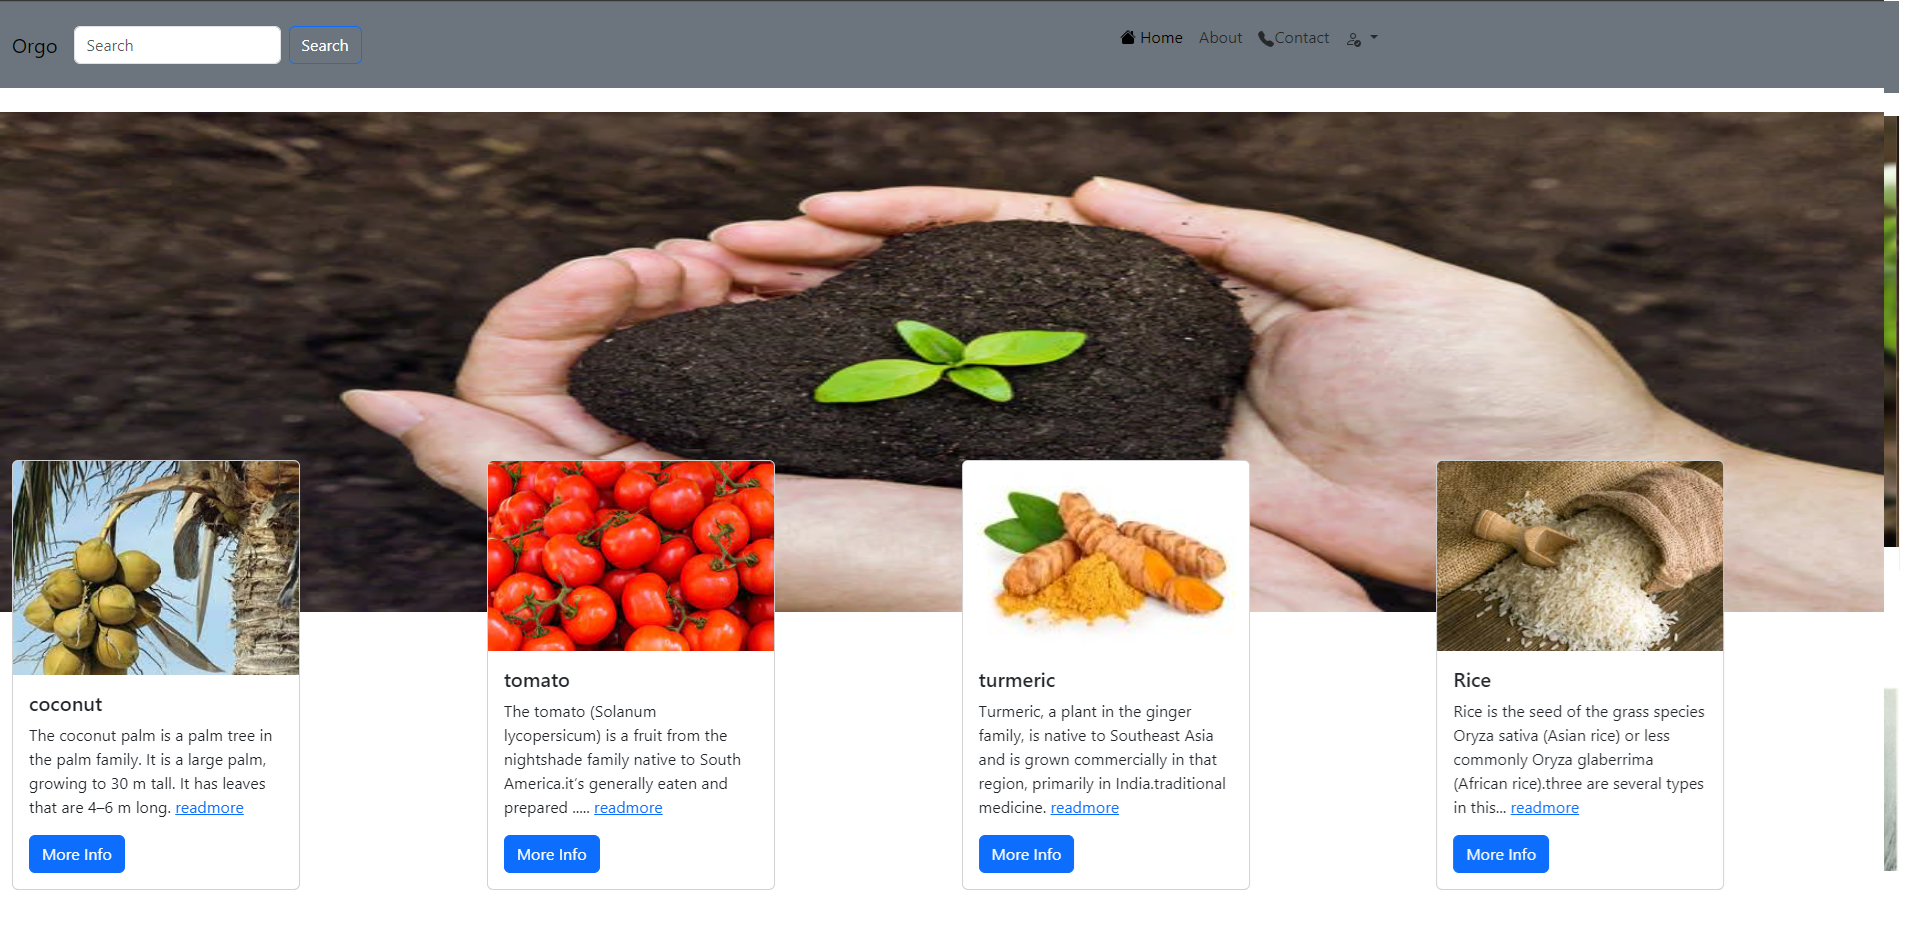 Orgo
Search
Search
Home
About
Contact
coconut
The coconut palm is a palm tree in
the palm family. It is a large palm,
growing to 30 m tall. It has leaves
that are 4–6 m long. readmore
More Info
tomato
The tomato (Solanum
lycopersicum) is a fruit from the
nightshade family native to South
America.it's generally eaten and
prepared ..... readmore
More Info
turmeric
Turmeric, a plant in the ginger
family, is native to Southeast Asia
and is grown commercially in that
region, primarily in India.traditional
medicine. readmore
More Info
Rice
Rice is the seed of the grass species
Oryza sativa (Asian rice) or less
commonly Oryza glaberrima
(African rice).three are several types
in this... readmore
More Info